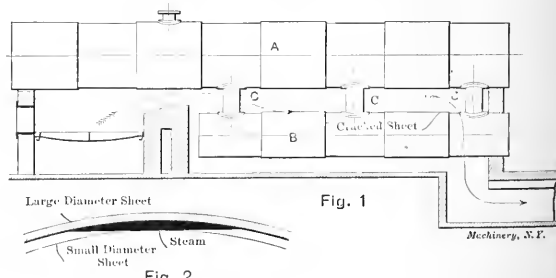 A
C
C
C
Cracked Sheet
B
Fig. 1
Machinery, N.Y.
Large Diameter Sheet
Steam
Small Diameter
Sheet
Fig. 2